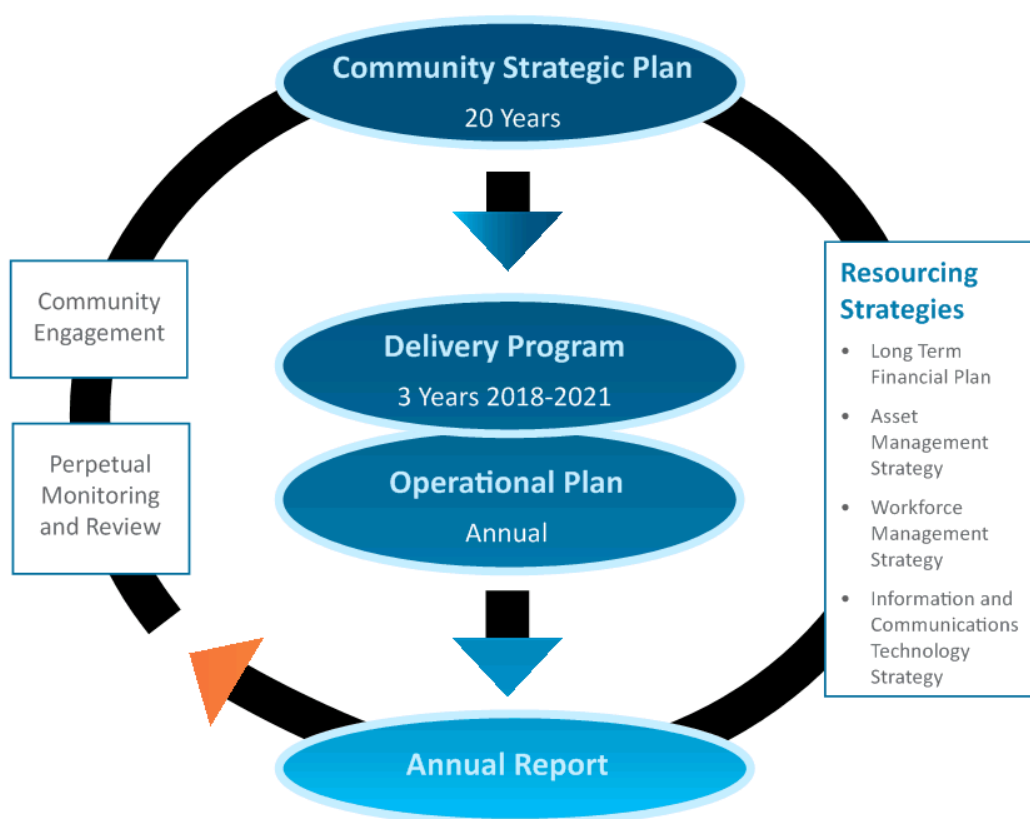 Community Strategic Plan
20 Years
Community
Engagement
Perpetual
Monitoring
and Review
Delivery Program
3 Years 2018-2021
Operational Plan
Annual
Annual Report
Resourcing
Strategies
• Long Term
Financial Plan
• Asset
Management
Strategy
• Workforce
Management
Strategy
• Information and
Communications
Technology
Strategy